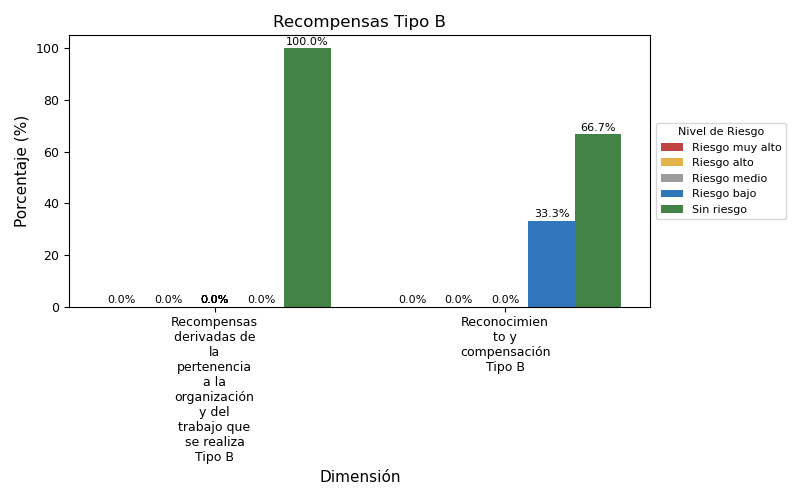 Recompensas Tipo B
Porcentaje (%)
100
80
60
40
20
0
0.0%
0.0%
0.0%
0.0%
100.0%
0.0%
0.0%
0.0%
33.3%
66.7%
Recompensas
derivadas de
la
pertenencia
a la
organización
y del
trabajo que
se realiza
Tipo B
Reconocimien
to y
compensación
Tipo B
Dimensión
Nivel de Riesgo
Riesgo muy alto
Riesgo alto
Riesgo medio
Riesgo bajo
Sin riesgo